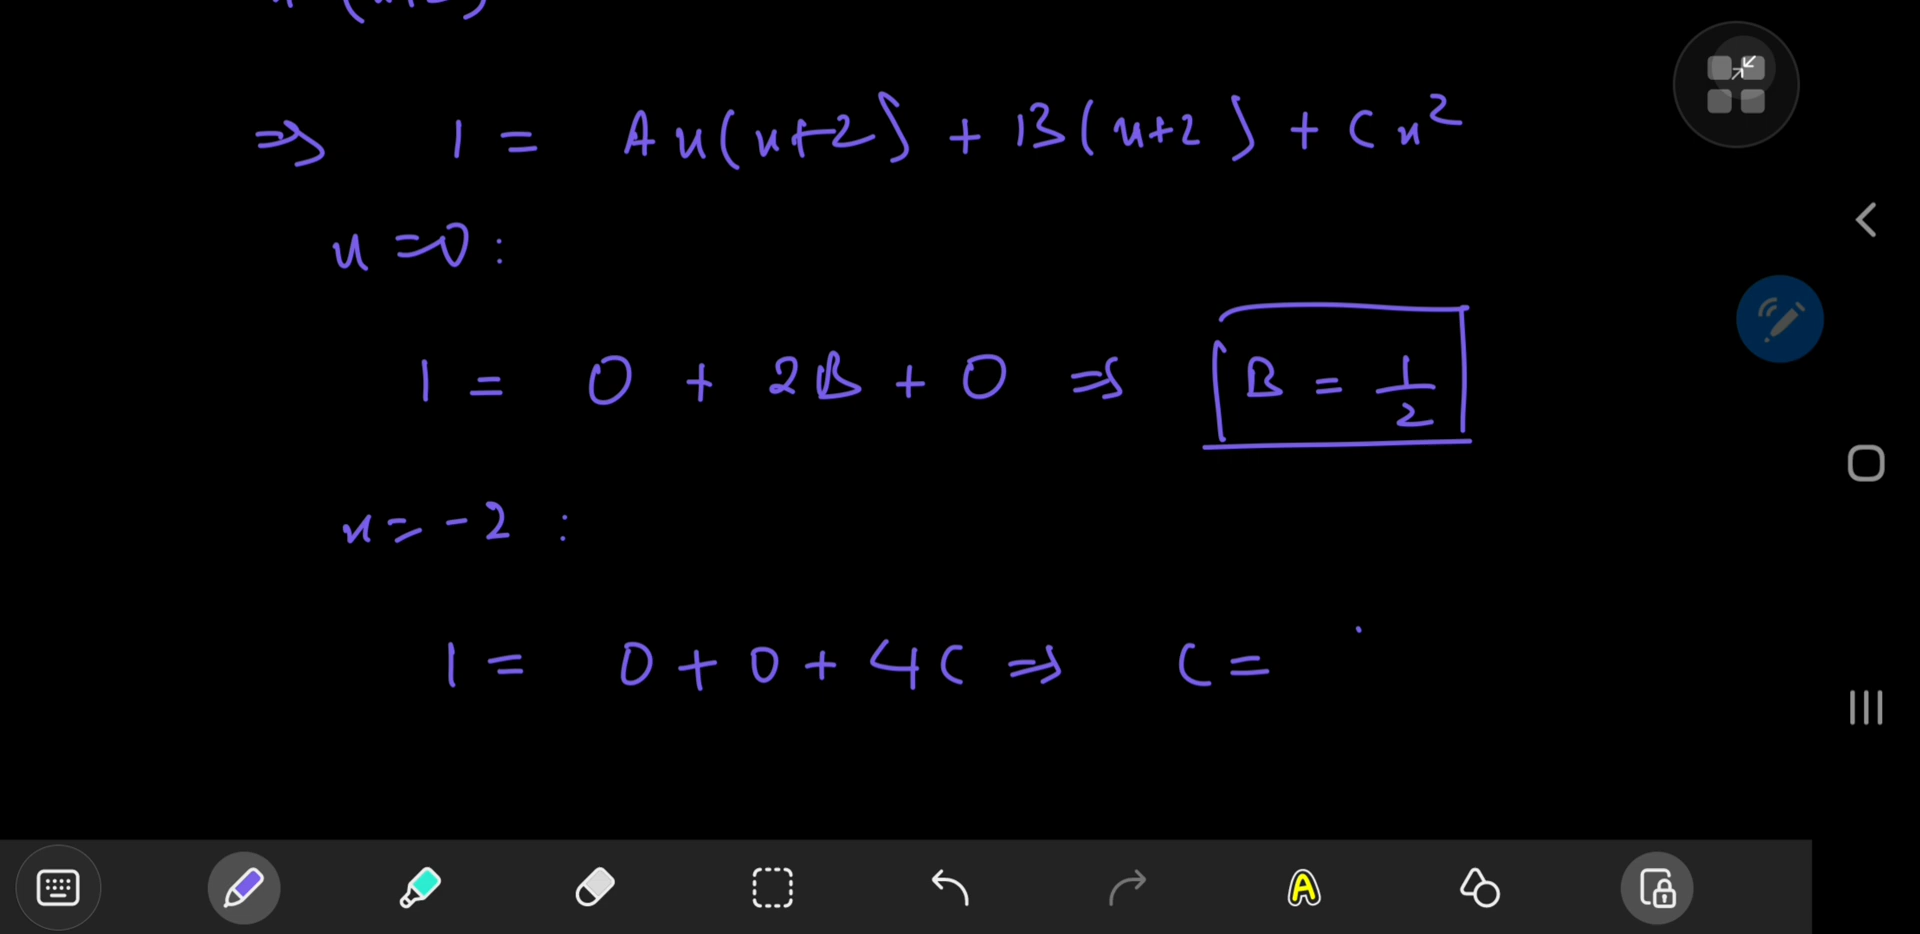 ⇒ 1 = Ax(x+2) + B(x+2) + Cx²
x=0:
1 = 0 + 2B + 0 ⇒ B = 1/2
x=-2 :
1 = 0 + 0 + 4C ⇒ C =
A